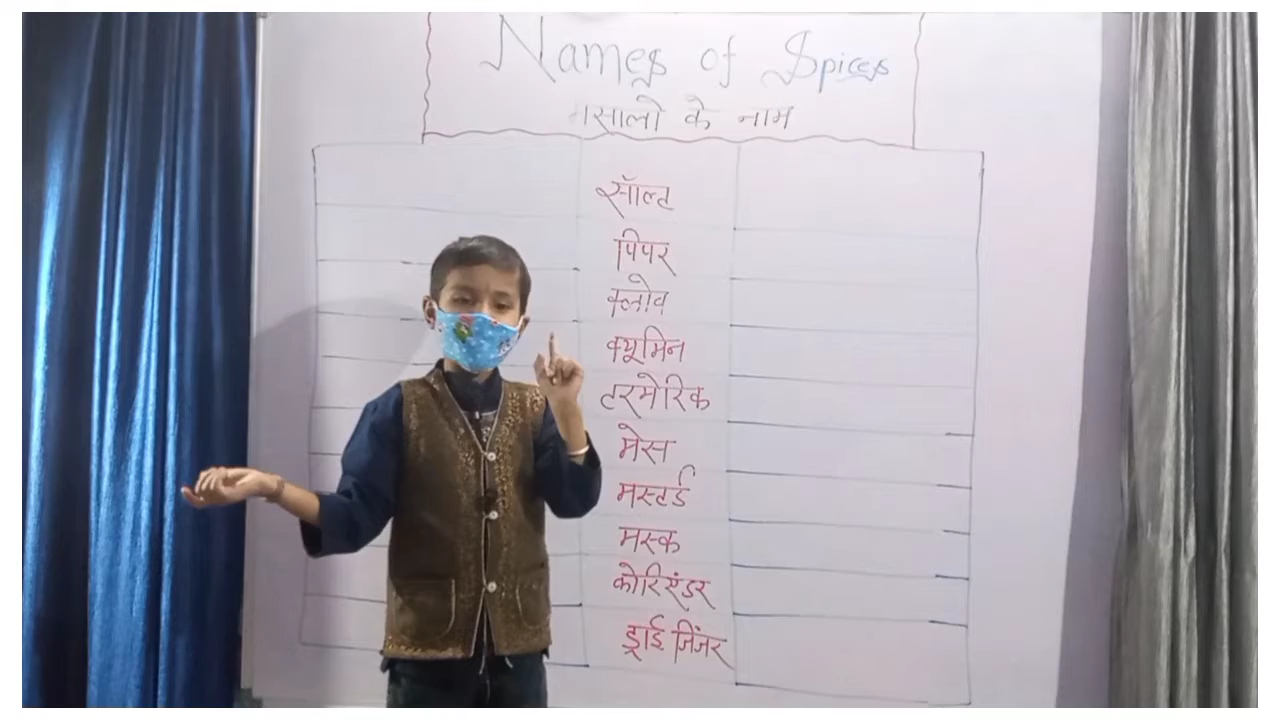 Names of Spices
मसालो के नाम
सॉल्ट
पिपर
क्लोव
क्यूमिन
टरमेरिक
मेस
मस्टर्ड
मस्क
कोरिएंडर
ड्राई जिंजर